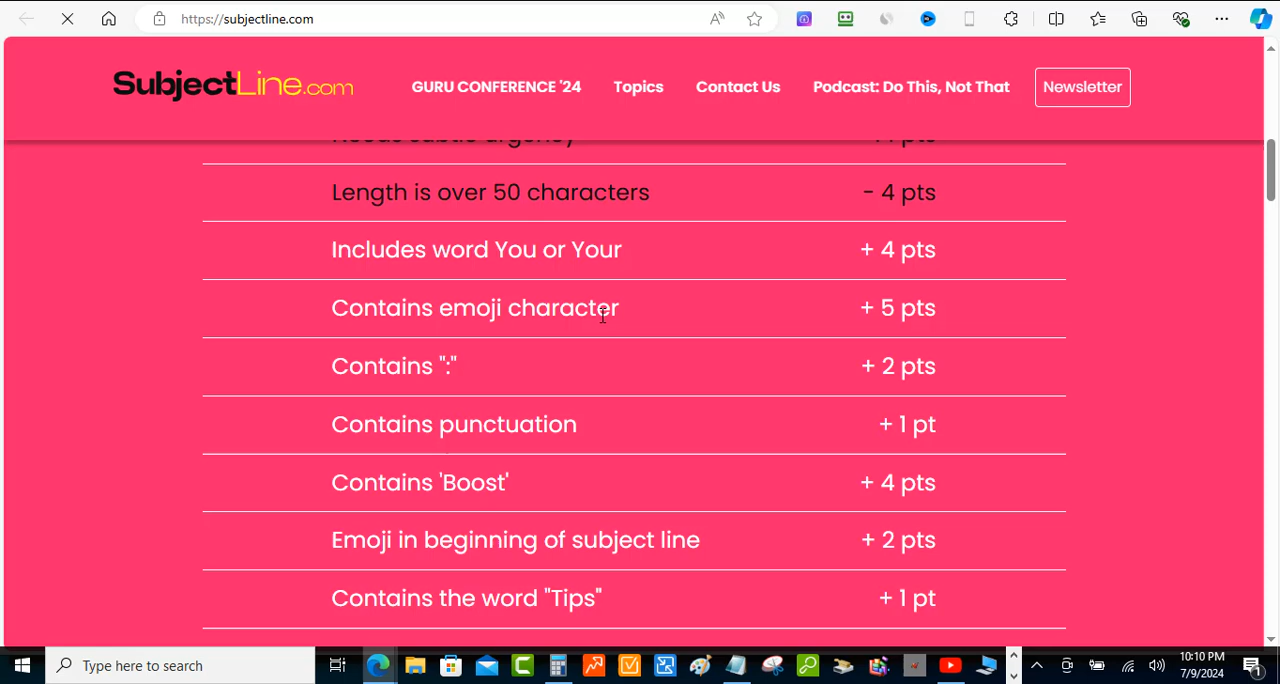 https://subjectline.com
SubjectLine.com
GURU CONFERENCE '24
Topics
Contact Us
Podcast: Do This, Not That
Newsletter
Needs subtle urgency
Length is over 50 characters - 4 pts
Includes word You or Your + 4 pts
Contains emoji character + 5 pts
Contains ":" + 2 pts
Contains punctuation + 1 pt
Contains 'Boost' + 4 pts
Emoji in beginning of subject line + 2 pts
Contains the word "Tips" + 1 pt
Type here to search
10:10 PM
7/9/2024